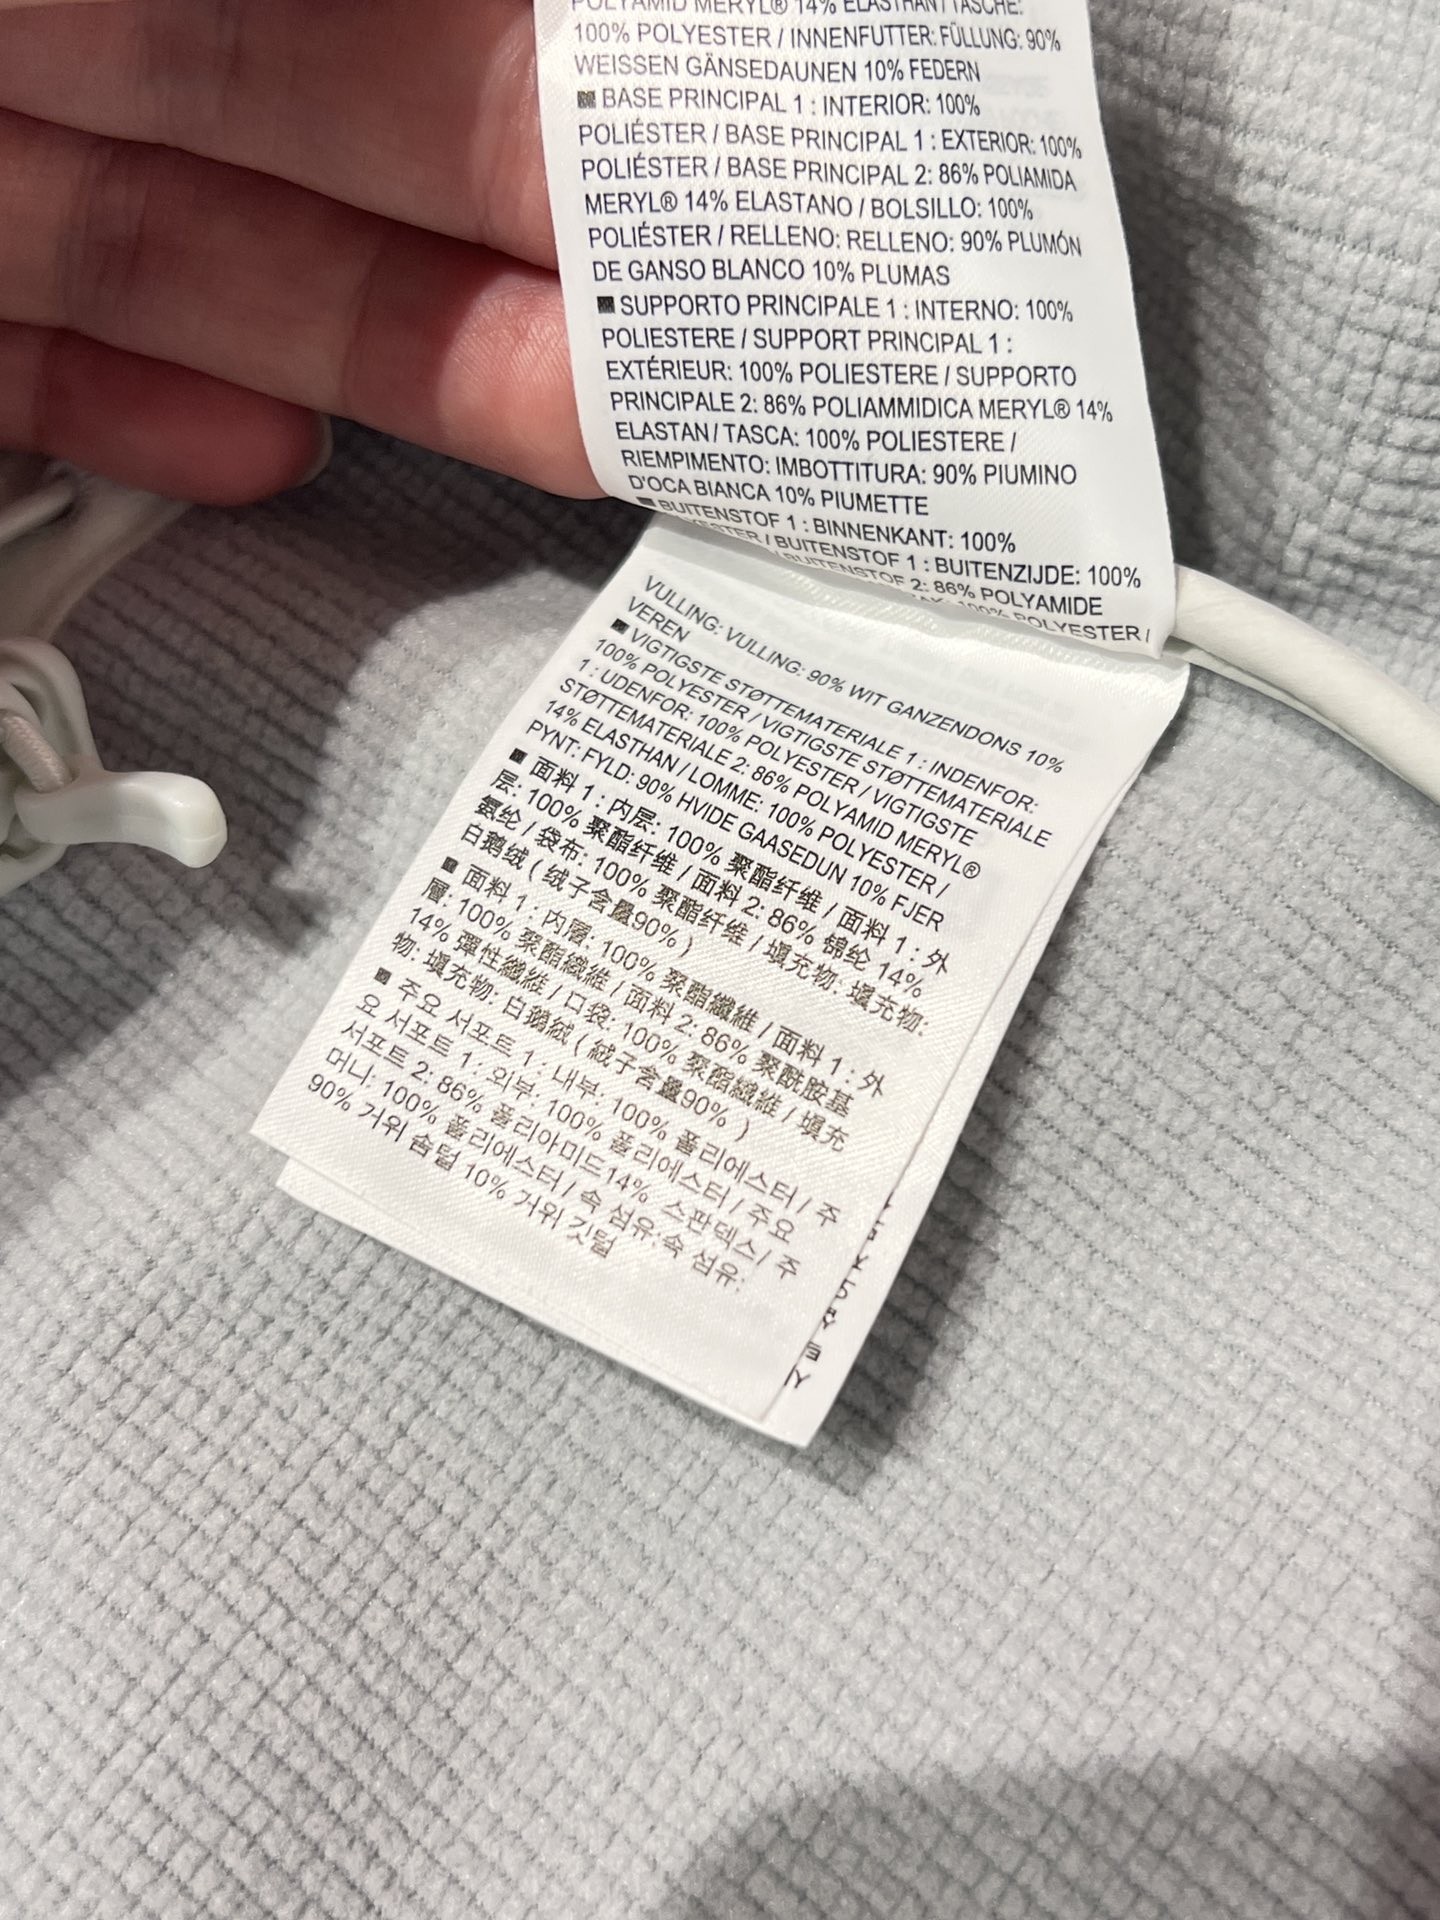 POLYAMID MERYL® 14% ELASTHANTTASCHE:
100% POLYESTER / INNENFUTTER: FÜLLUNG: 90%
WEISSEN GÄNSEDAUNEN 10% FEDERN
■ BASE PRINCIPAL 1 : INTERIOR: 100%
POLIÉSTER / BASE PRINCIPAL 1 : EXTERIOR: 100%
POLIÉSTER / BASE PRINCIPAL 2: 86% POLIAMIDA
MERYL® 14% ELASTANO / BOLSILLO: 100%
POLIÉSTER / RELLENO: RELLENO: 90% PLUMÓN
DE GANSO BLANCO 10% PLUMAS
■ SUPPORTO PRINCIPALE 1 : INTERNO: 100%
POLIESTERE / SUPPORT PRINCIPAL 1 :
EXTÉRIEUR: 100% POLIESTERE / SUPPORTO
PRINCIPALE 2: 86% POLIAMMIDICA MERYL® 14%
ELASTAN / TASCA: 100% POLIESTERE /
RIEMPIMENTO: IMBOTTITURA: 90% PIUMINO
D'OCA BIANCA 10% PIUMETTE
■ BUITENSTOF 1 : BINNENKANT: 100%
/ BUITENSTOF 1 : BUITENZIJDE: 100%
/ BUITENSTOF 2: 86% POLYAMIDE
100% POLYESTER /
VULLING: VULLING: 90% WIT GANZENDONS 10%
VEREN
■ VIGTIGSTE STØTTEMATERIALE 1 : INDENFOR:
100% POLYESTER / VIGTIGSTE STØTTEMATERIALE
1 : UDENFOR: 100% POLYESTER / VIGTIGSTE
STØTTEMATERIALE 2: 86% POLYAMID MERYL®
14% ELASTHAN / LOMME: 100% POLYESTER /
PYNT: FYLD: 90% HVIDE GAASEDUN 10% FJER
■ 面料 1 : 内层: 100% 聚酯纤维 / 面料 1 : 外
层: 100% 聚酯纤维 / 面料 2: 86% 锦纶 14%
氨纶 / 袋布: 100% 聚酯纤维 / 填充物: 填充物:
白鹅绒 ( 绒子含量90% )
■ 面料 1 : 内層: 100% 聚酯纖維 / 面料 1 : 外
層: 100% 聚酯纖維 / 面料 2: 86% 聚酰胺基
14% 彈性纖維 / 口袋: 100% 聚酯纖維 / 填充
物: 填充物: 白鵝絨 ( 絨子含量90% )
■ 주요 서포트 1 : 내부: 100% 폴리에스터 / 주
요 서포트 1 : 외부: 100% 폴리에스터 / 주요
서포트 2: 86% 폴리아미드14% 스판덱스 / 주
머니: 100% 폴리에스터 / 속 섬유:속 섬유:
90% 거위 솜털 10% 거위 깃털